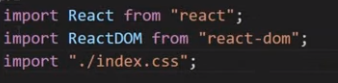 import React from "react";
import ReactDOM from "react-dom";
import "./index.css";